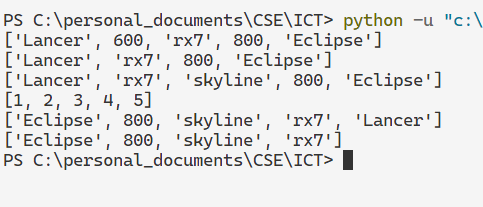 PS C:\personal_documents\CSE\ICT> python -u "c:\
['Lancer', 600, 'rx7', 800, 'Eclipse']
['Lancer', 'rx7', 800, 'Eclipse']
['Lancer', 'rx7', 'skyline', 800, 'Eclipse']
[1, 2, 3, 4, 5]
['Eclipse', 800, 'skyline', 'rx7', 'Lancer']
['Eclipse', 800, 'skyline', 'rx7']
PS C:\personal_documents\CSE\ICT>